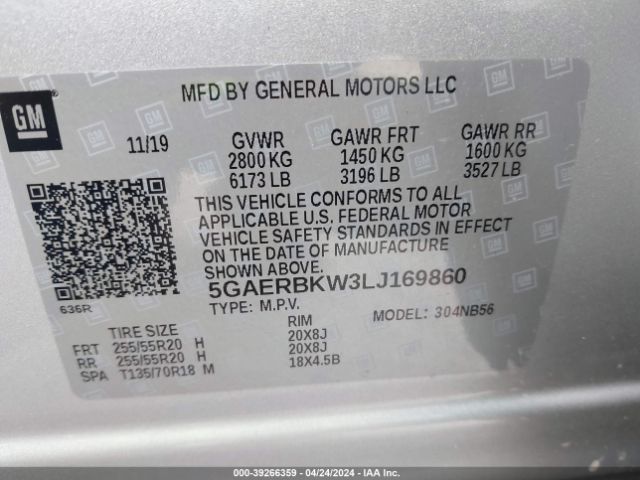 MFD BY GENERAL MOTORS LLC
GM
11/19 GVWR GAWR FRT GAWR RR
2800 KG 1450 KG 1600 KG
6173 LB 3196 LB 3527 LB
THIS VEHICLE CONFORMS TO ALL
APPLICABLE U.S. FEDERAL MOTOR
VEHICLE SAFETY STANDARDS IN EFFECT
ON THE DATE OF MANUFACTURE
SHOWN ABOVE.
5GAERBKW3LJ169860
636R
TYPE: M.P.V. MODEL: 304NB56
TIRE SIZE RIM
FRT 255/55R20 H 20X8J
RR 255/55R20 H 20X8J
SPA T135/70R18 M 18X4.5B
000-39266359 - 04/24/2024 - IAA Inc.